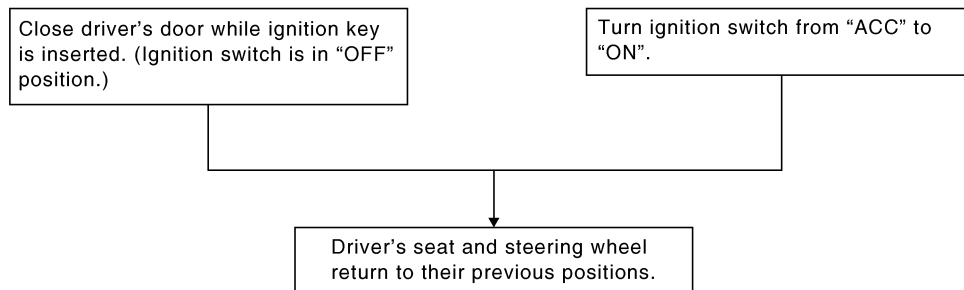 Close driver’s door while ignition key
is inserted. (Ignition switch is in “OFF”
position.)
Turn ignition switch from “ACC” to
“ON”.
Driver’s seat and steering wheel
return to their previous positions.